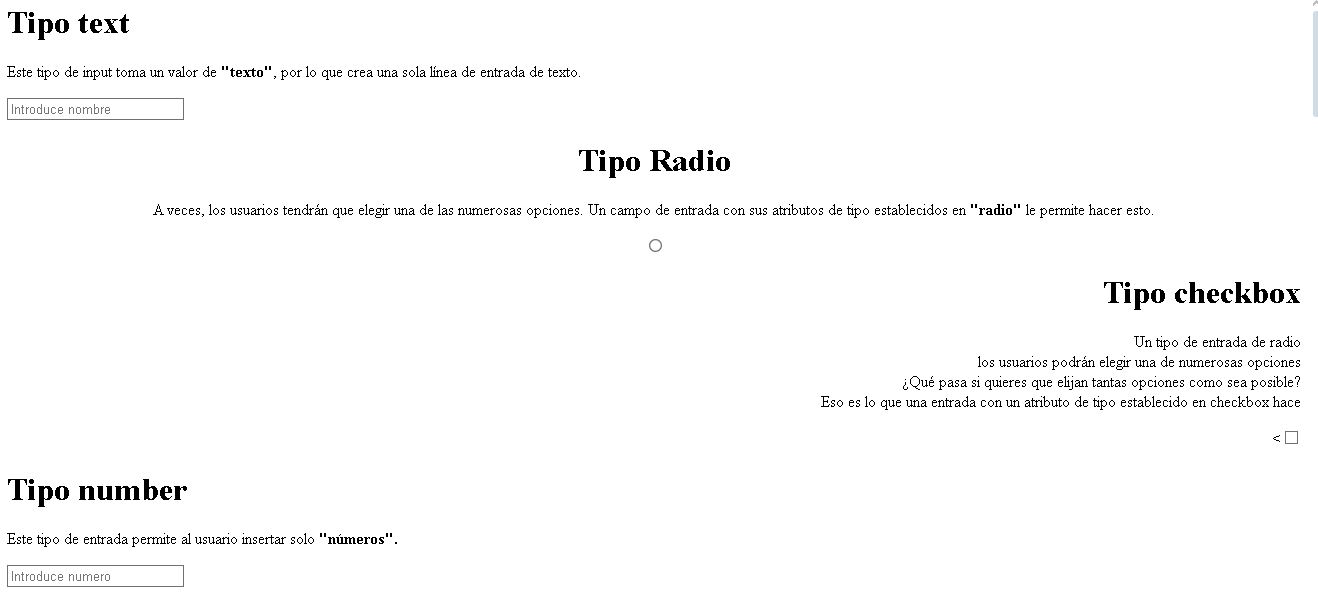 Tipo text
Este tipo de input toma un valor de "texto", por lo que crea una sola línea de entrada de texto.
Introduce nombre
Tipo Radio
A veces, los usuarios tendrán que elegir una de las numerosas opciones. Un campo de entrada con sus atributos de tipo establecidos en "radio" le permite hacer esto.
Tipo checkbox
Un tipo de entrada de radio
los usuarios podrán elegir una de numerosas opciones
¿Qué pasa si quieres que elijan tantas opciones como sea posible?
Eso es lo que una entrada con un atributo de tipo establecido en checkbox hace
<
Tipo number
Este tipo de entrada permite al usuario insertar solo "números".
Introduce numero